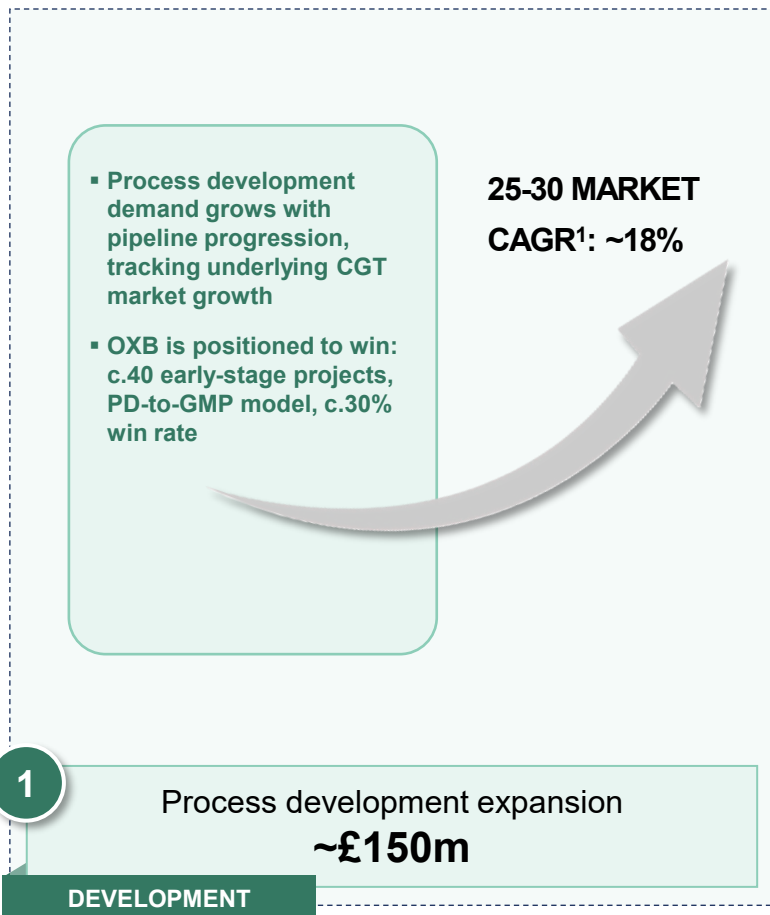 ▪ Process development
demand grows with
pipeline progression,
tracking underlying CGT
market growth
▪ OXB is positioned to win:
c.40 early-stage projects,
PD-to-GMP model, c.30%
win rate
25-30 MARKET
CAGR¹: ~18%
1
Process development expansion
~£150m
DEVELOPMENT